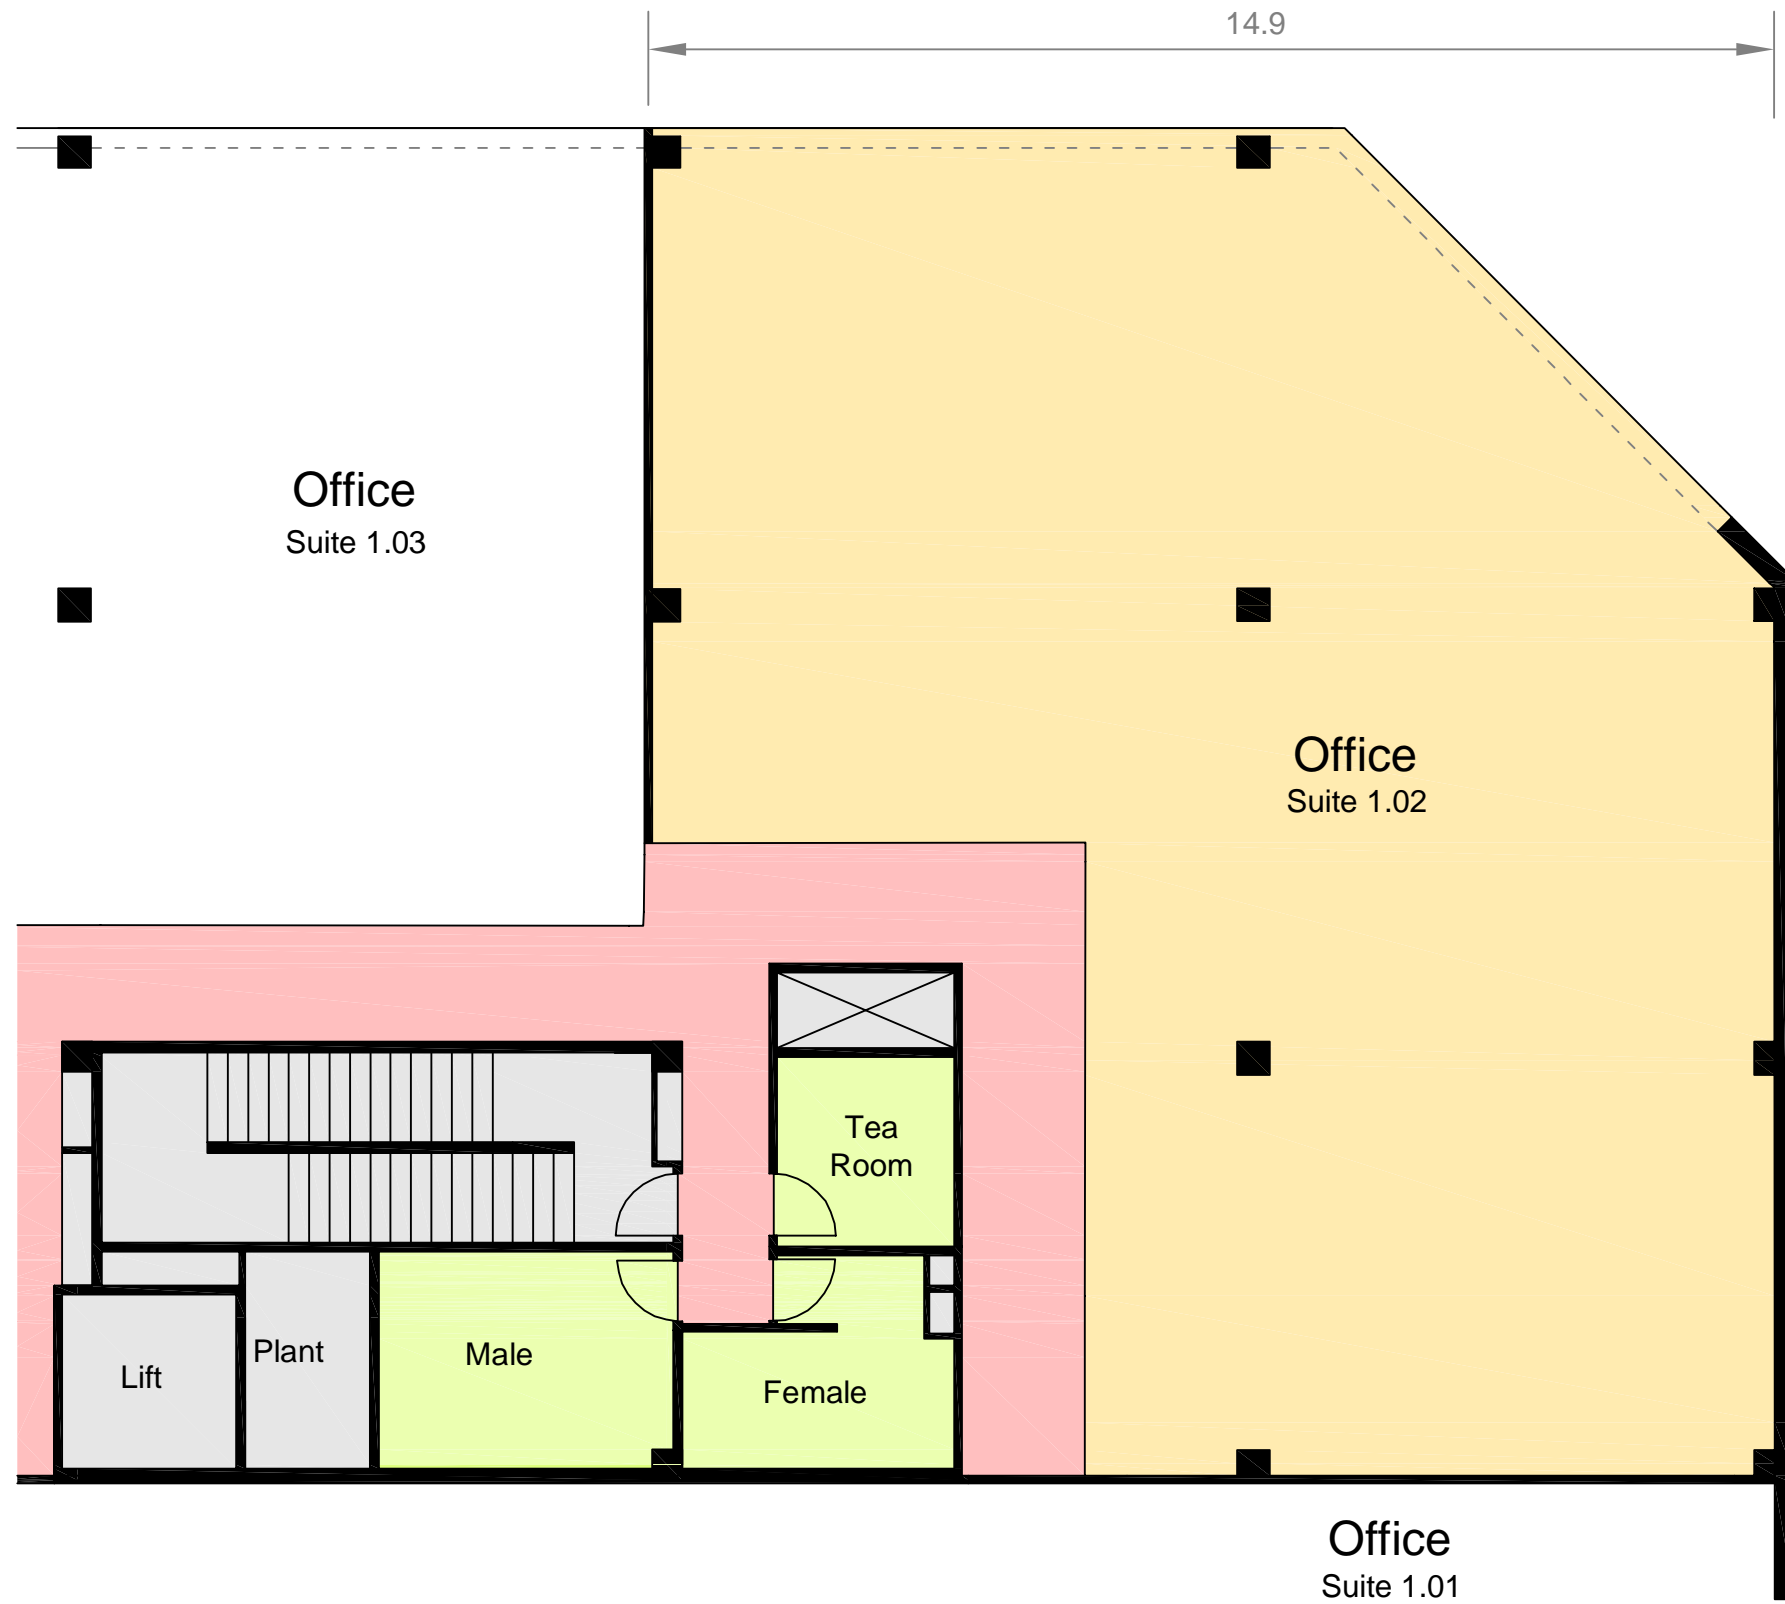 14.9
Office
Suite 1.03
Office
Suite 1.02
Tea
Room
Plant
Male
Lift
Female
Office
Suite 1.01